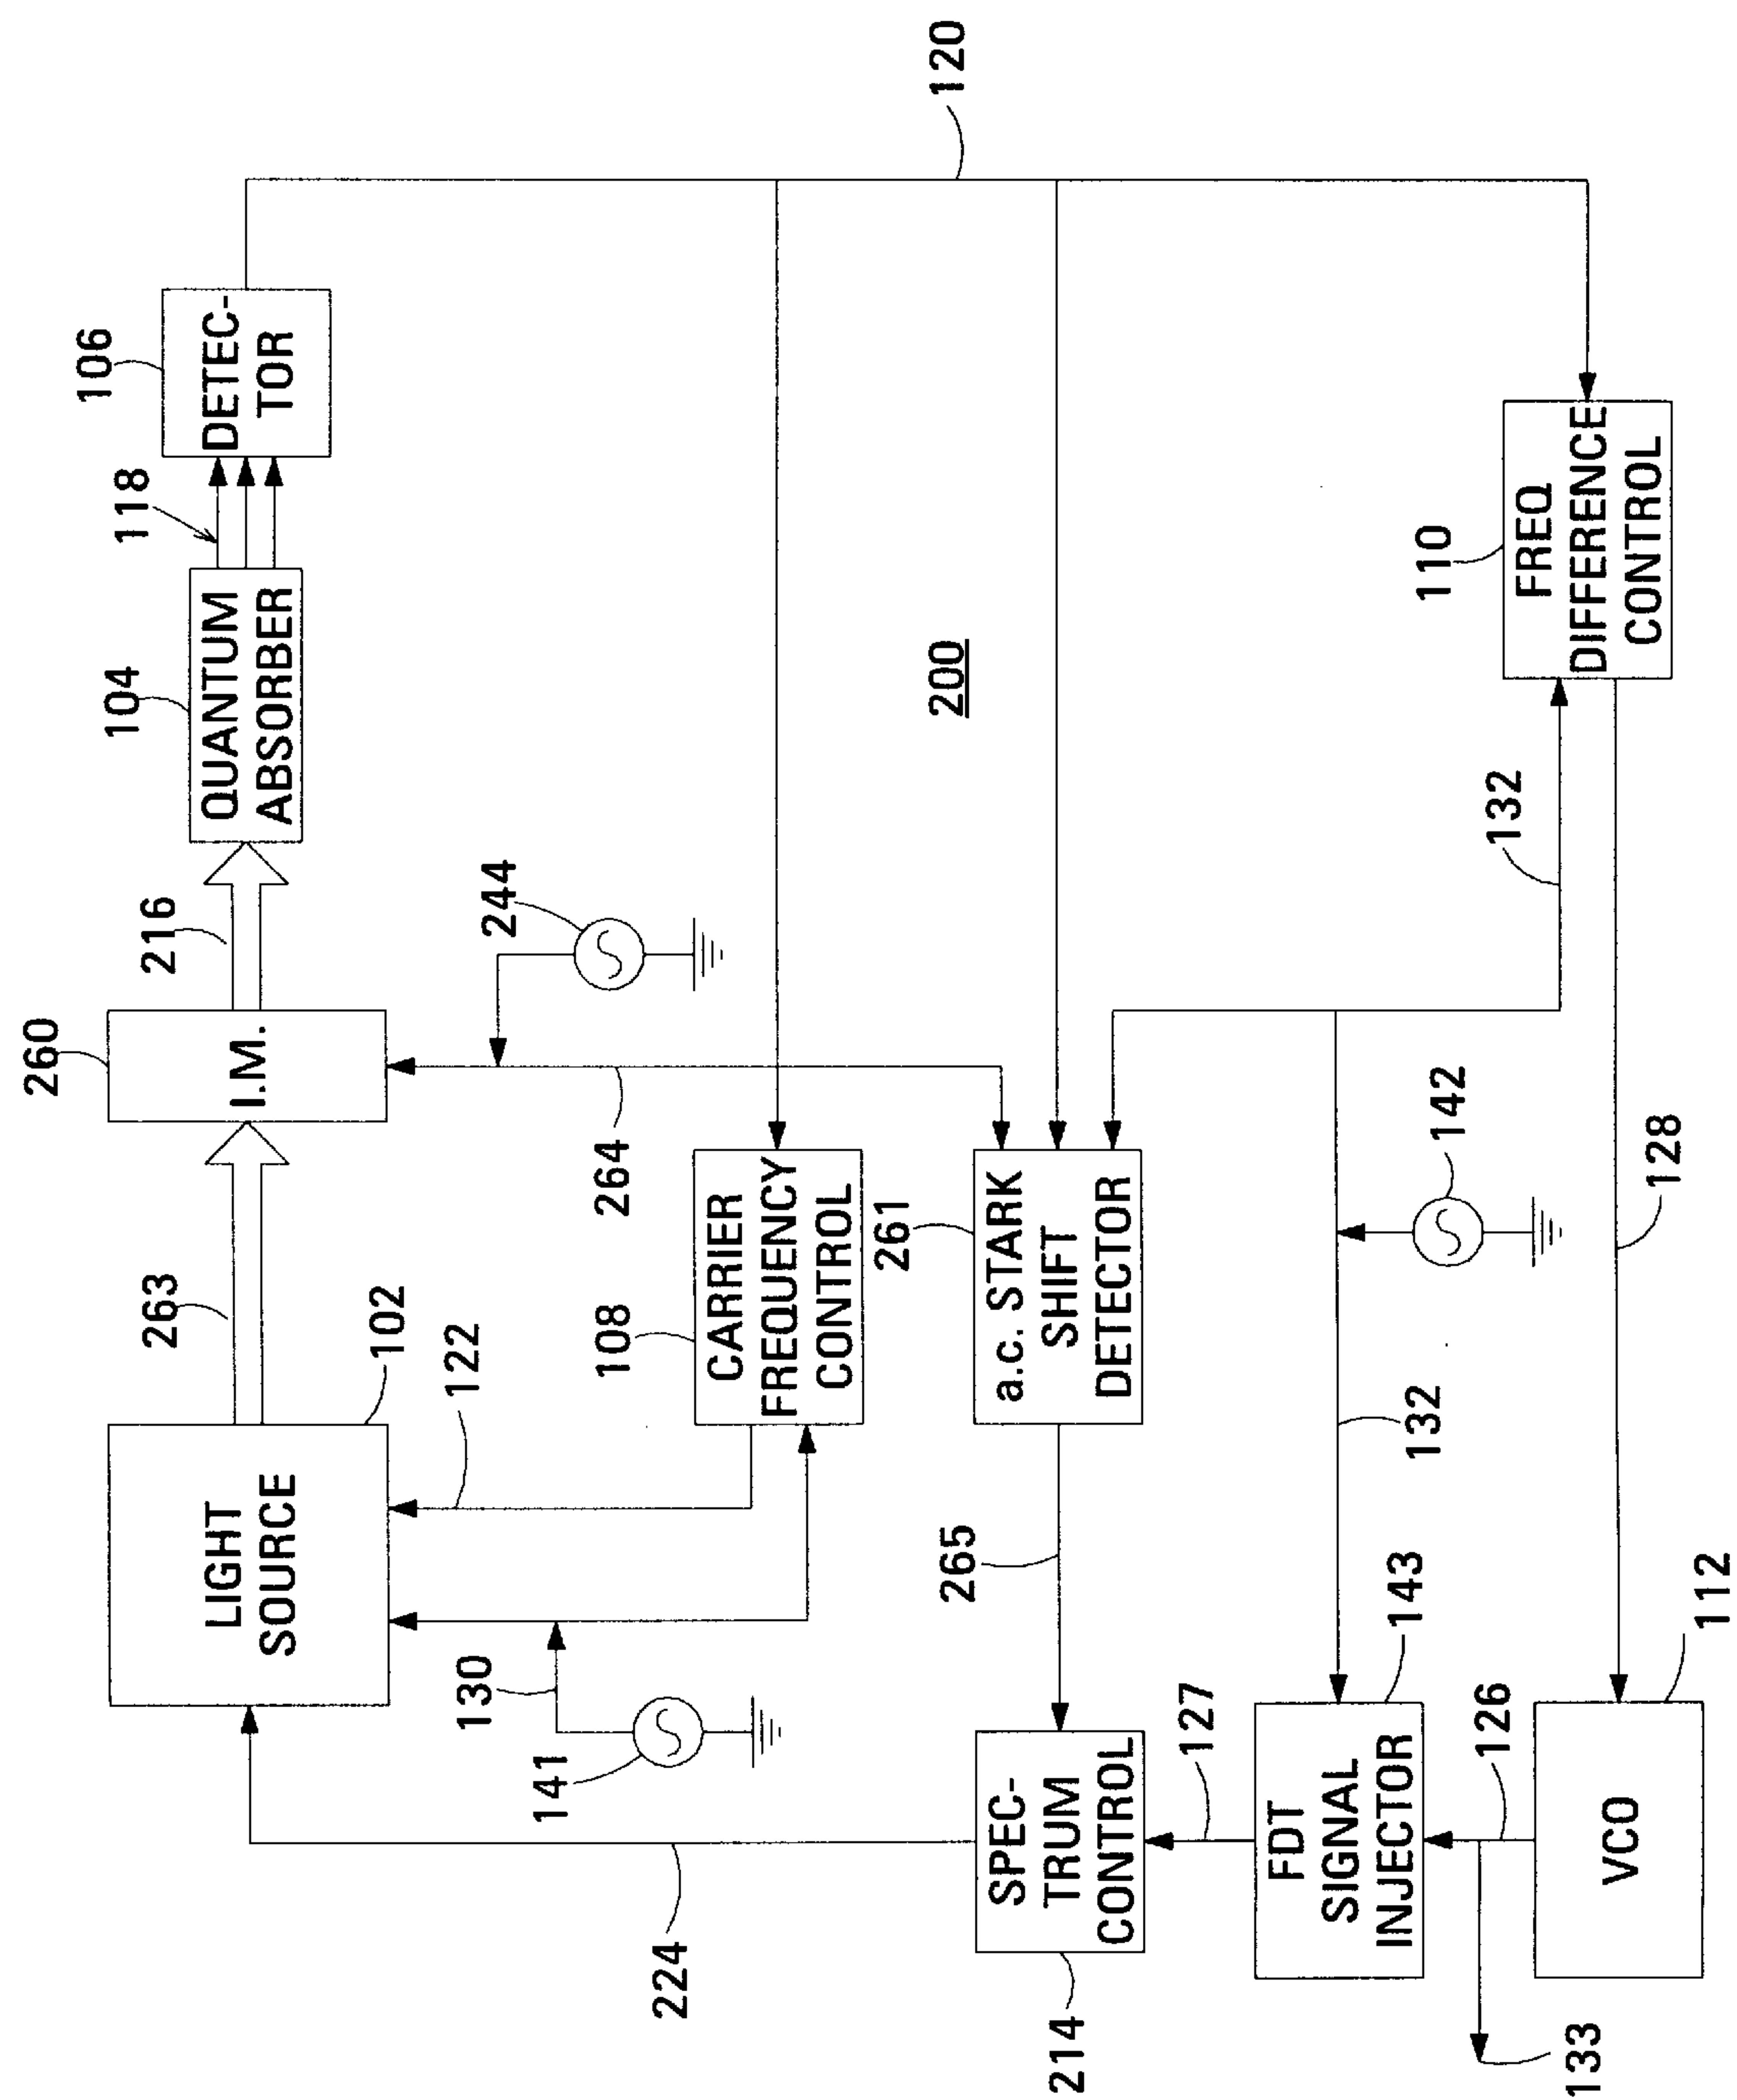 263
260
216
104
118
106
LIGHT
SOURCE
102
I.M.
QUANTUM
ABSORBER
DETEC-
TOR
122
130
141
244
264
108
CARRIER
FREQUENCY
CONTROL
224
261
a.c. STARK
SHIFT
DETECTOR
265
200
120
214
SPEC-
TRUM
CONTROL
127
132
142
132
110
FREQ
DIFFERENCE
CONTROL
FDT
SIGNAL
INJECTOR
143
126
133
VCO
112
128